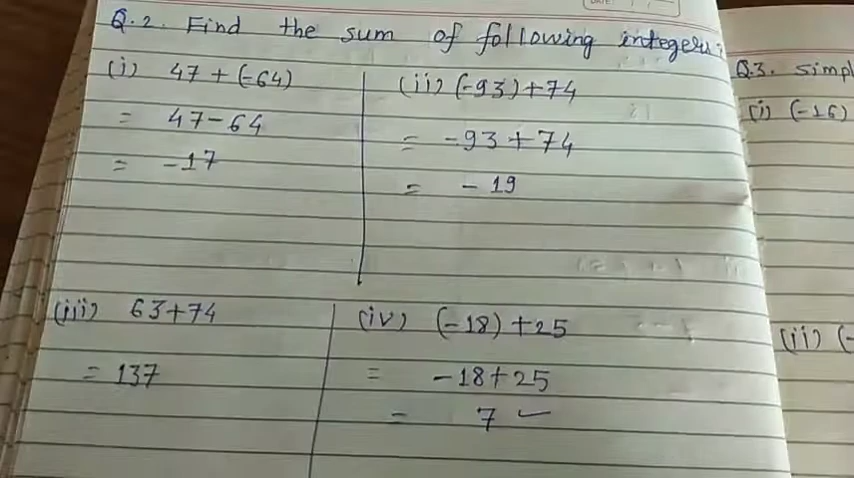 DATE
Q.2. Find the sum of following integers:
(i) 47 + (-64)
= 47-64
= -17
(ii) (-93)+74
= -93+74
= -19
(iii) 63+74
= 137
(iv) (-18)+25
= -18+25
= 7
Q.3. Simpl
(i) (-16)
(ii) (-